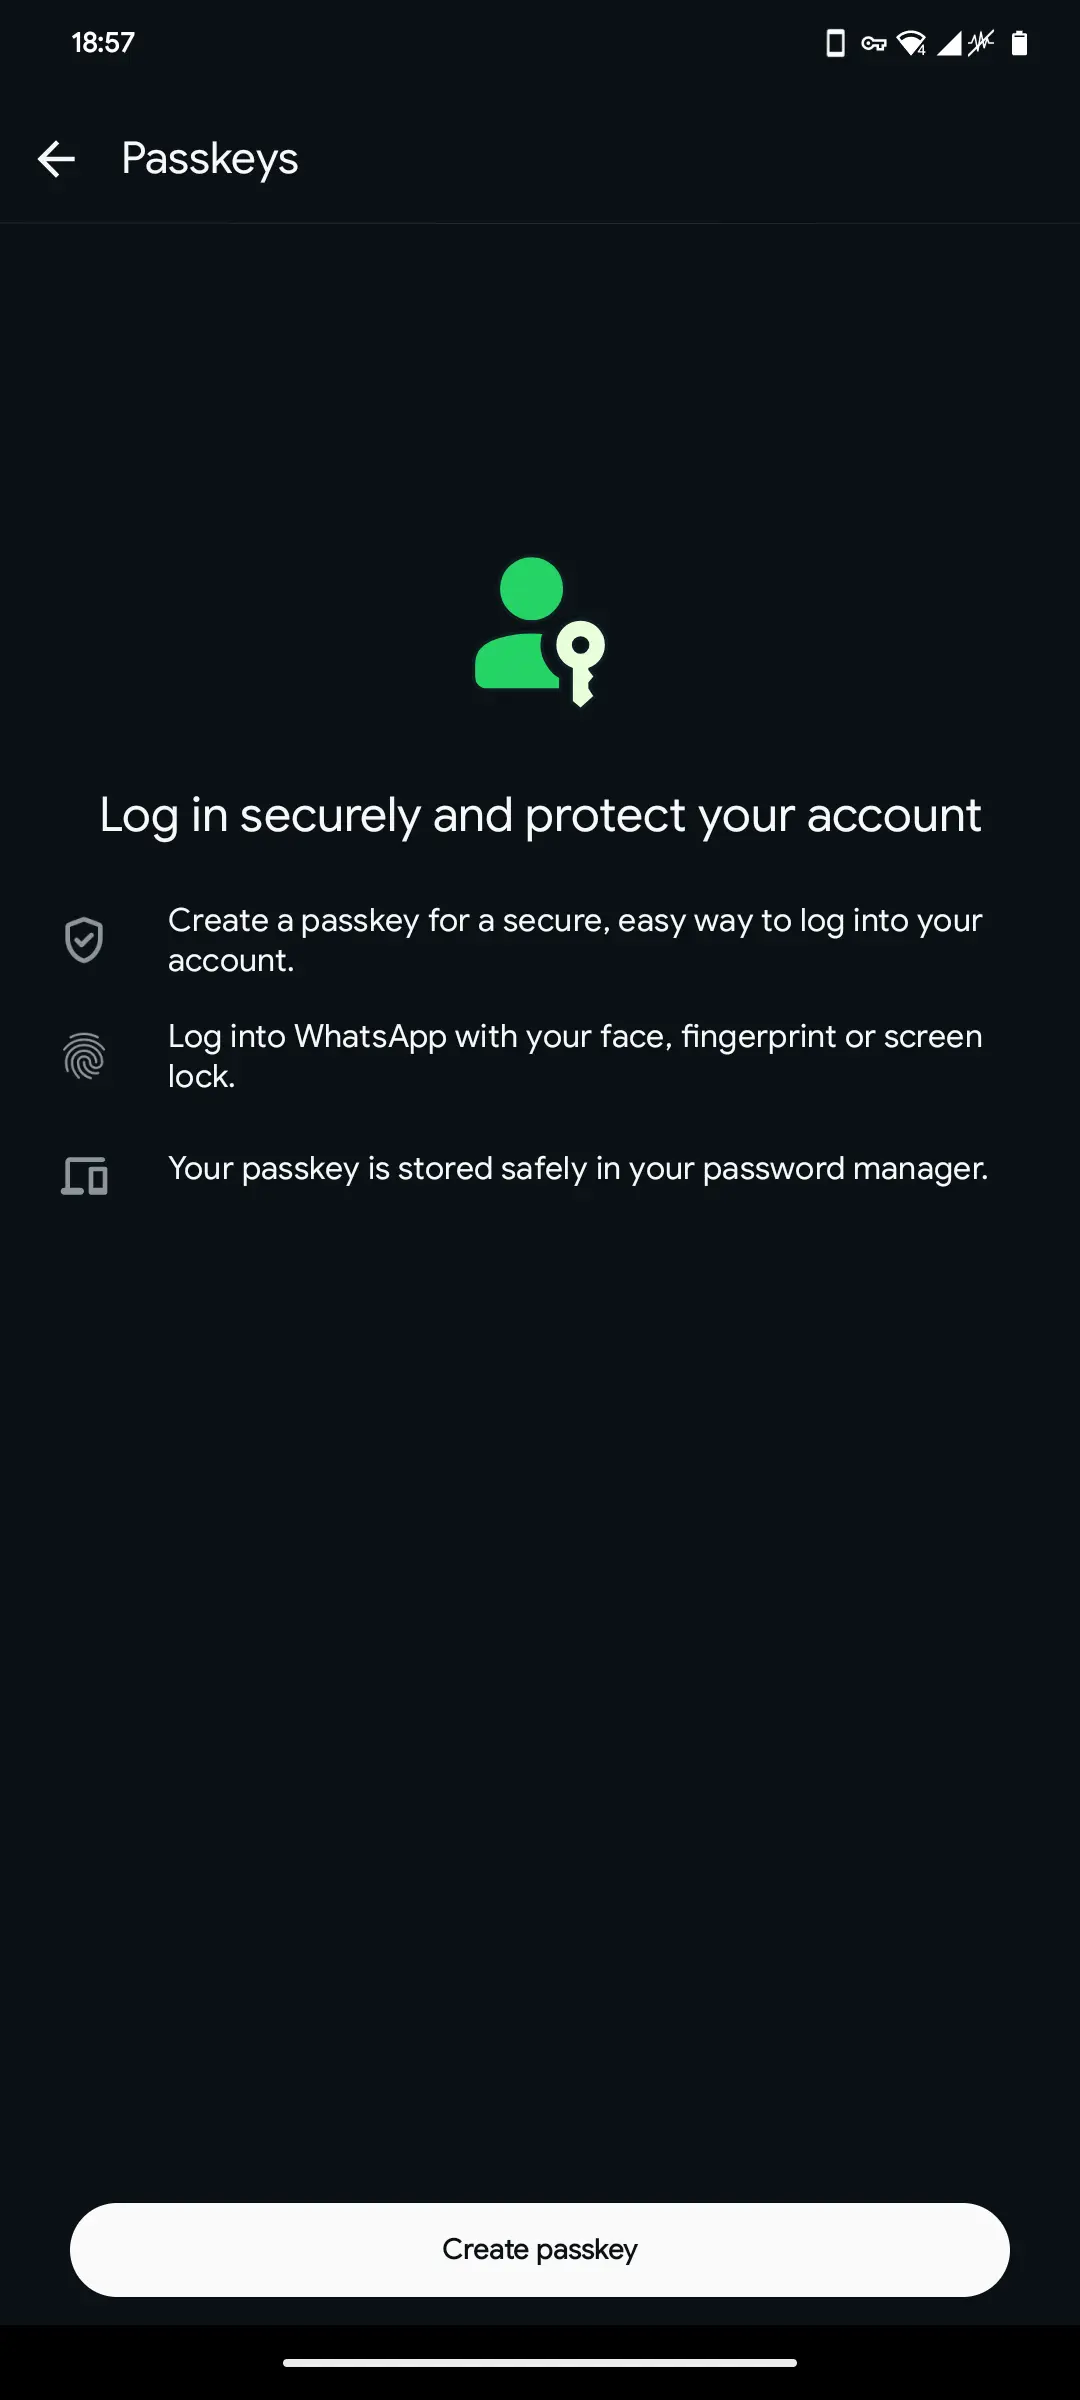 18:57
4
Passkeys
Log in securely and protect your account
Create a passkey for a secure, easy way to log into your
account.
Log into WhatsApp with your face, fingerprint or screen
lock.
Your passkey is stored safely in your password manager.
Create passkey